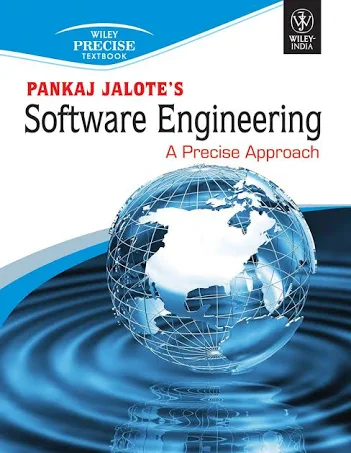 WILEY
PRECISE
TEXTBOOK
WILEY-
INDIA
PANKAJ JALOTE'S
Software Engineering
A Precise Approach